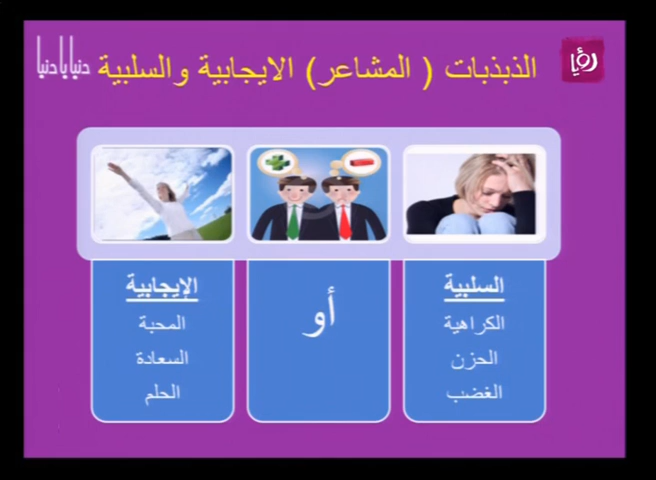 رؤيا
الذبذبات ( المشاعر) الايجابية والسلبية
دنيا يا دنيا
السلبية
الكراهية
الحزن
الغضب
أو
الإيجابية
المحبة
السعادة
الحلم